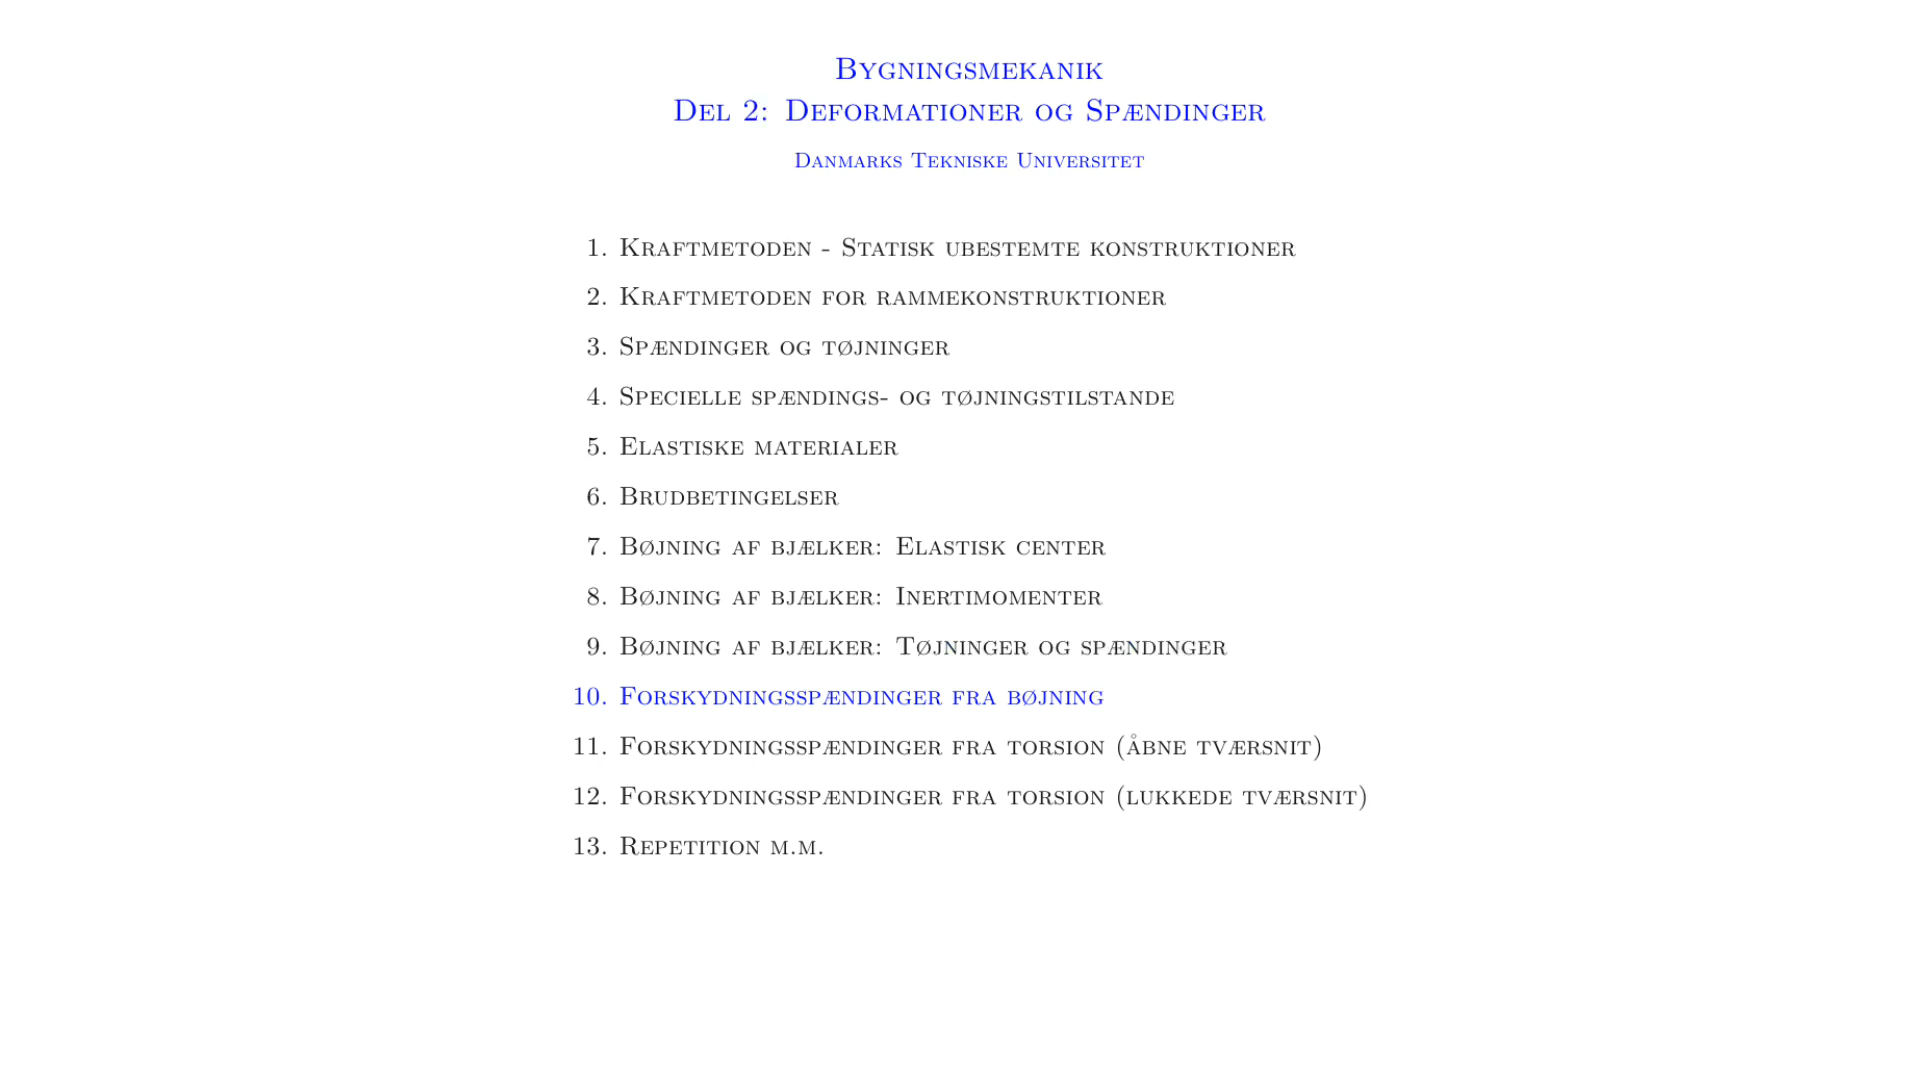 Bygningsmekanik
Del 2: Deformationer og Spændinger
Danmarks Tekniske Universitet
1. Kraftmetoden - Statisk ubestemte konstruktioner
2. Kraftmetoden for rammekonstruktioner
3. Spændinger og tøjninger
4. Specielle spændings- og tøjningstilstande
5. Elastiske materialer
6. Brudbetingelser
7. Bøjning af bjælker: Elastisk center
8. Bøjning af bjælker: Inertimomenter
9. Bøjning af bjælker: Tøjninger og spændinger
10. Forskydningsspændinger fra bøjning
11. Forskydningsspændinger fra torsion (åbne tværsnit)
12. Forskydningsspændinger fra torsion (lukkede tværsnit)
13. Repetition m.m.